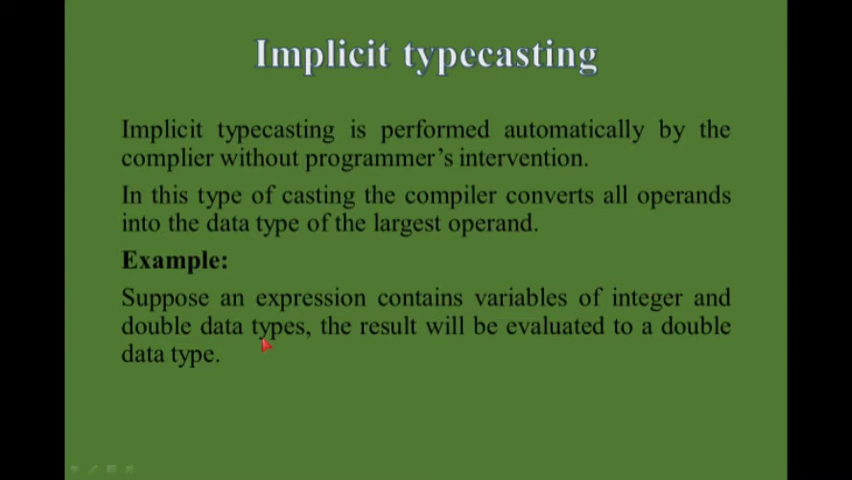 Implicit typecasting
Implicit typecasting is performed automatically by the
complier without programmer’s intervention.
In this type of casting the compiler converts all operands
into the data type of the largest operand.
Example:
Suppose an expression contains variables of integer and
double data types, the result will be evaluated to a double
data type.